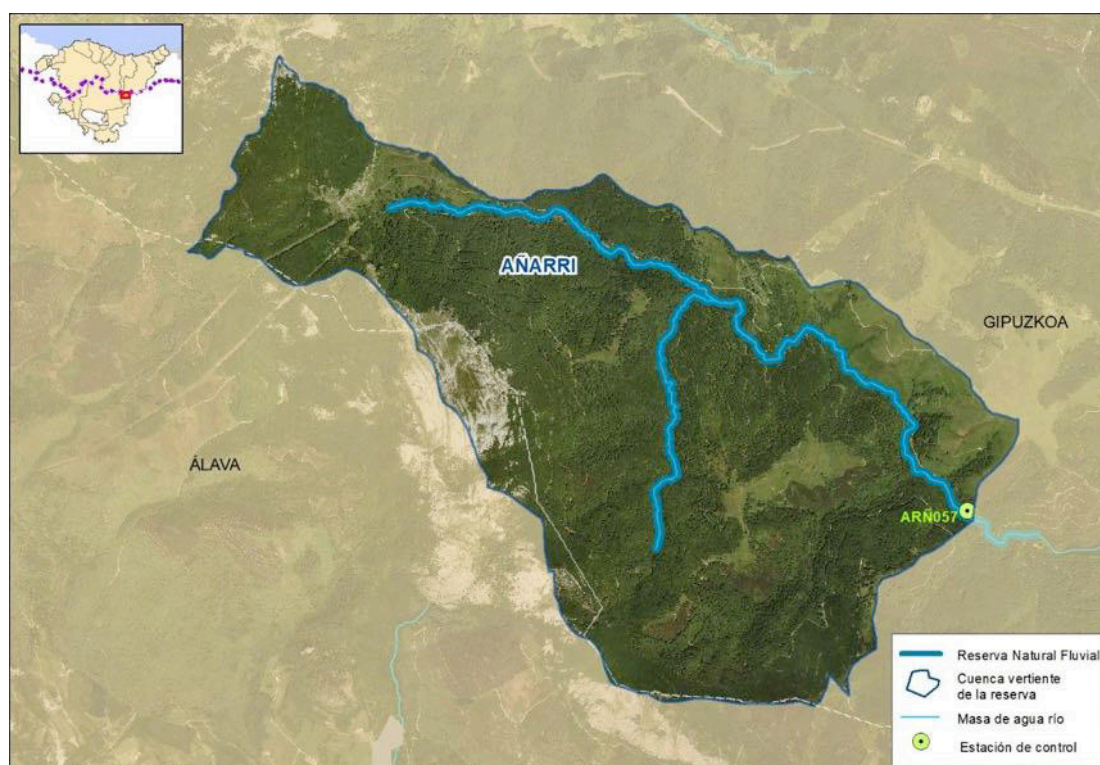 AÑARRI
GIPUZKOA
ÁLAVA
ARÑ057
Reserva Natural Fluvial
Cuenca vertiente
de la reserva
Masa de agua río
Estación de control